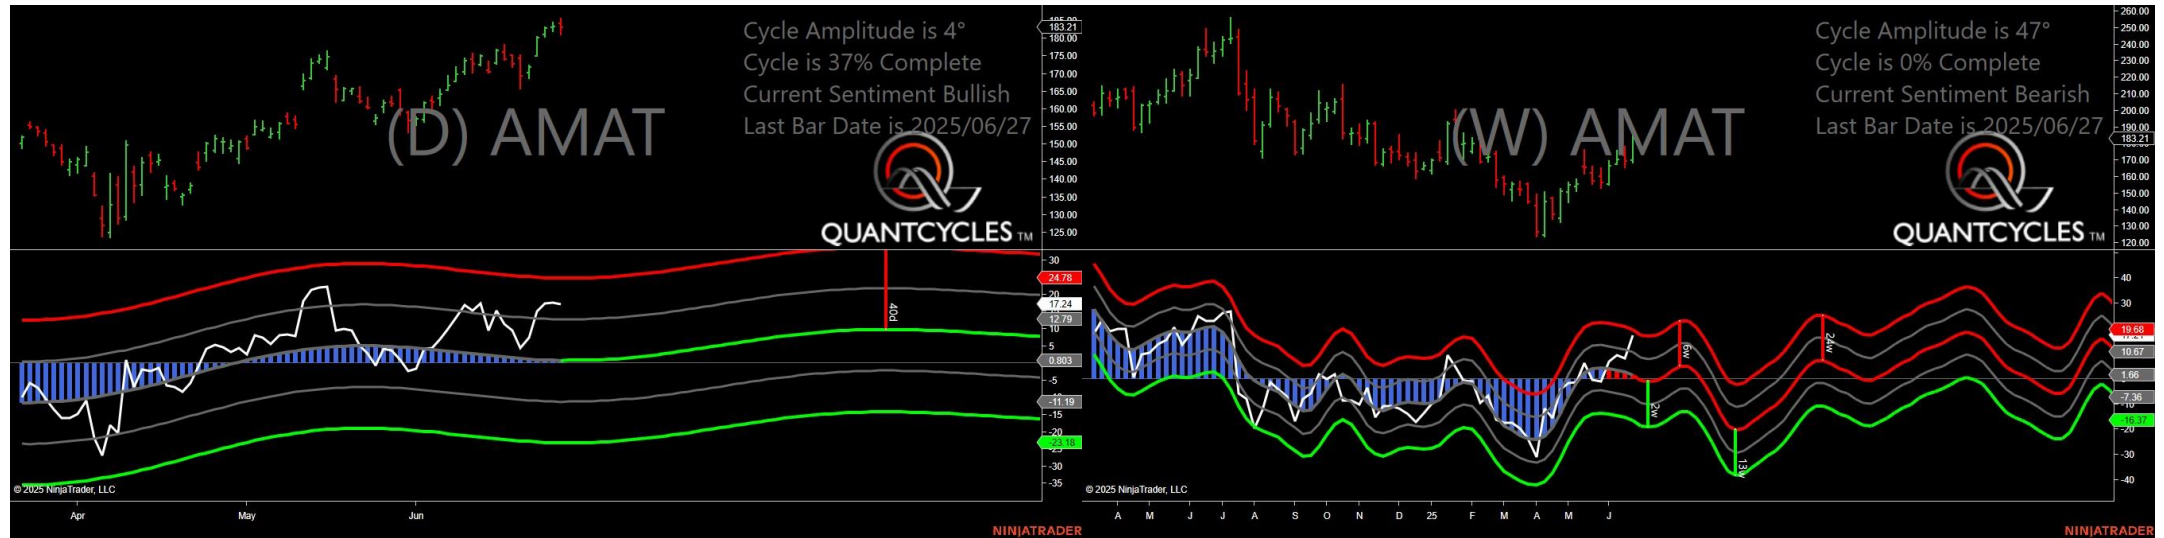 Cycle Amplitude is 4°
Cycle is 37% Complete
Current Sentiment Bullish
Last Bar Date is 2025/06/27
(D) AMAT
QUANTCYCLES TM
185.00
183.21
180.00
175.00
170.00
165.00
160.00
155.00
150.00
145.00
140.00
135.00
130.00
125.00
30
24.78
20
17.24
12.79
10
5
0.803
-5
-11.19
-15
-20
-23.18
-25
-30
-35
40d
© 2025 NinjaTrader, LLC
Apr May Jun
NINJATRADER
Cycle Amplitude is 47°
Cycle is 0% Complete
Current Sentiment Bearish
Last Bar Date is 2025/06/27
(W) AMAT
QUANTCYCLES TM
260.00
250.00
240.00
230.00
220.00
210.00
200.00
190.00
183.21
170.00
160.00
150.00
140.00
130.00
120.00
40
30
19.68
10.67
1.66
-7.36
-10
-16.37
-20
-30
-40
6w
24w
2w
13w
© 2025 NinjaTrader, LLC
A M J J A S O N D 25 F M A M J
NINJATRADER